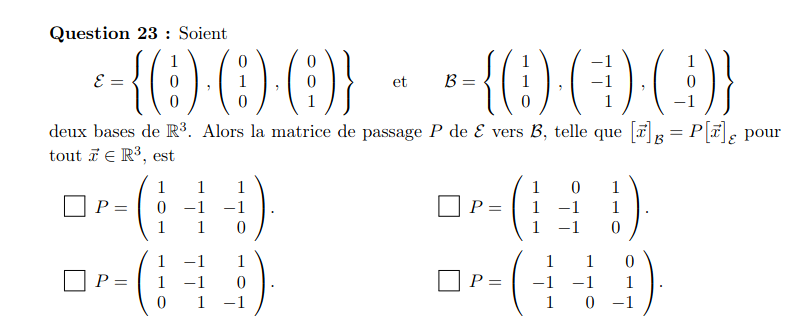 Question 23 : Soient
$\mathcal{E} = \left\{ \begin{pmatrix} 1 \\ 0 \\ 0 \end{pmatrix}, \begin{pmatrix} 0 \\ 1 \\ 0 \end{pmatrix}, \begin{pmatrix} 0 \\ 0 \\ 1 \end{pmatrix} \right\}$ et $\mathcal{B} = \left\{ \begin{pmatrix} 1 \\ 1 \\ 0 \end{pmatrix}, \begin{pmatrix} -1 \\ -1 \\ 1 \end{pmatrix}, \begin{pmatrix} 1 \\ 0 \\ -1 \end{pmatrix} \right\}$
deux bases de $\mathbb{R}^3$. Alors la matrice de passage $P$ de $\mathcal{E}$ vers $\mathcal{B}$, telle que $[\vec{x}]_{\mathcal{B}} = P[\vec{x}]_{\mathcal{E}}$ pour
tout $\vec{x} \in \mathbb{R}^3$, est
☐ $P = \begin{pmatrix} 1 & 1 & 1 \\ 0 & -1 & -1 \\ 1 & 1 & 0 \end{pmatrix}$. ☐ $P = \begin{pmatrix} 1 & 0 & 1 \\ 1 & -1 & 1 \\ 1 & -1 & 0 \end{pmatrix}$.
☐ $P = \begin{pmatrix} 1 & -1 & 1 \\ 1 & -1 & 0 \\ 0 & 1 & -1 \end{pmatrix}$. ☐ $P = \begin{pmatrix} 1 & 1 & 0 \\ -1 & -1 & 1 \\ 1 & 0 & -1 \end{pmatrix}$.